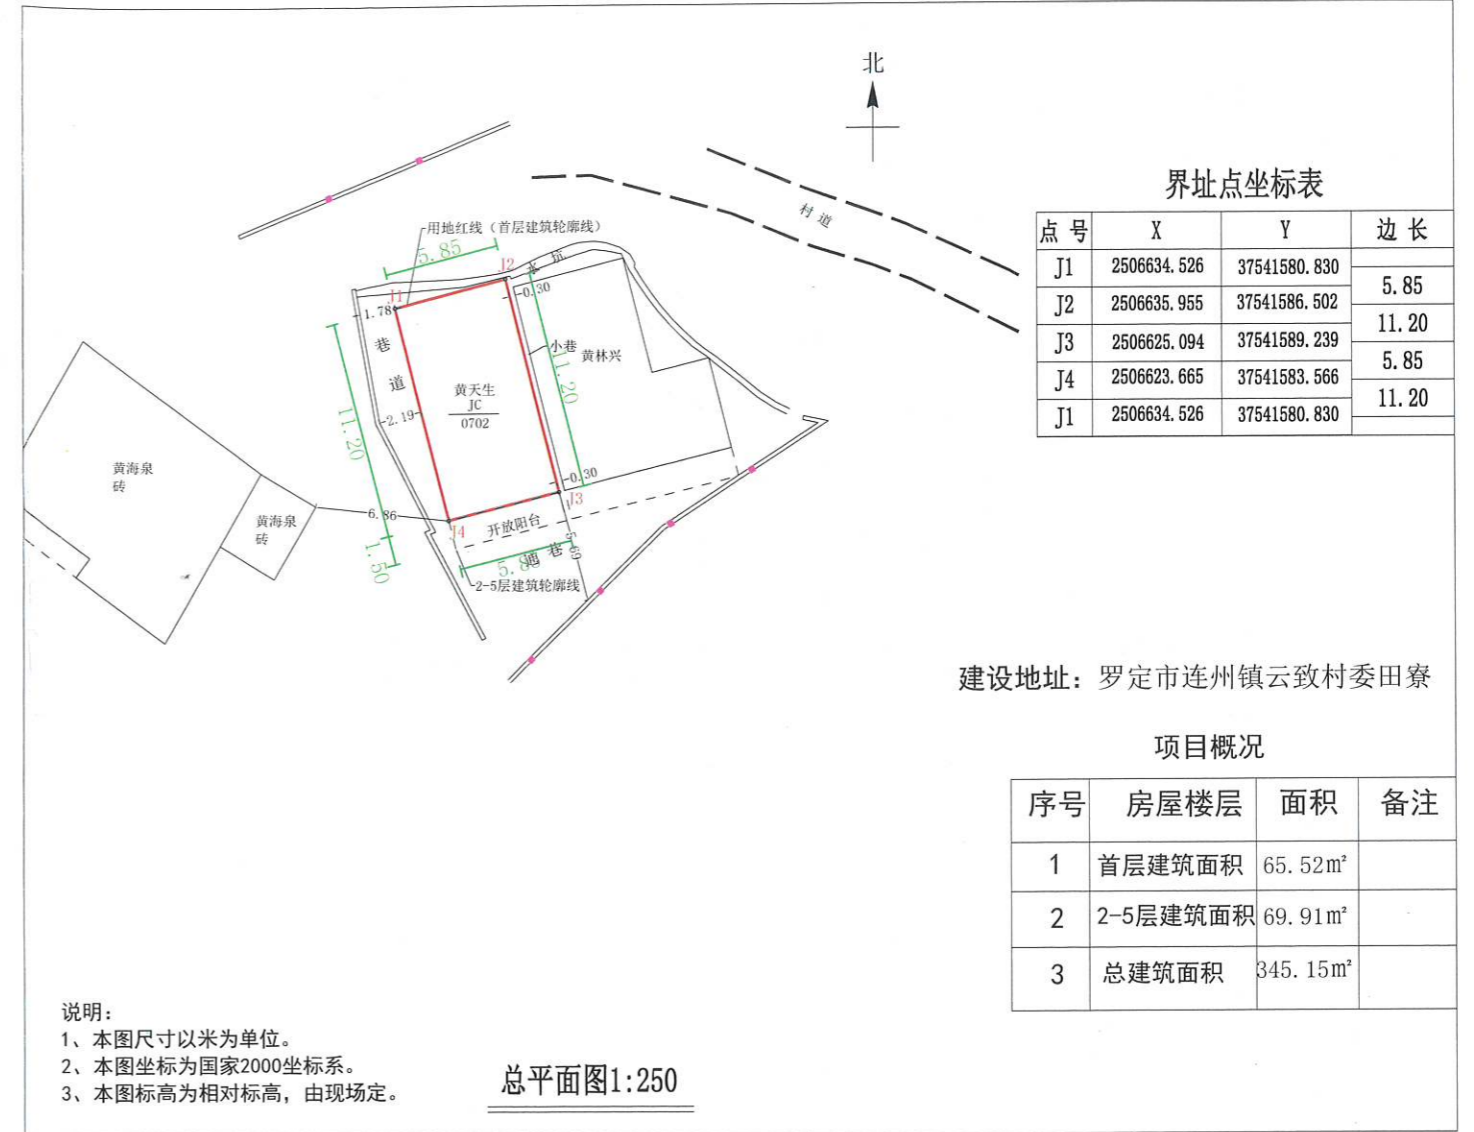 北
村道
用地红线（首层建筑轮廓线）
5.85
J2
水坑
J1
0.30
1.78
小巷
巷道
黄林兴
11.20
黄天生
JC
0702
2.19
11.20
黄海泉
砖
0.30
J3
黄海泉
砖
6.86
J4
开放阳台
5.69
通巷
1.50
2-5层建筑轮廓线
界址点坐标表
点号 X Y 边长
J1 2506634.526 37541580.830
5.85
J2 2506635.955 37541586.502
11.20
J3 2506625.094 37541589.239
5.85
J4 2506623.665 37541583.566
11.20
J1 2506634.526 37541580.830
建设地址：罗定市连州镇云致村委田寮
项目概况
序号 房屋楼层 面积 备注
1 首层建筑面积 65.52㎡
2 2-5层建筑面积 69.91㎡
3 总建筑面积 345.15㎡
说明：
1、本图尺寸以米为单位。
2、本图坐标为国家2000坐标系。
3、本图标高为相对标高，由现场定。
总平面图1:250